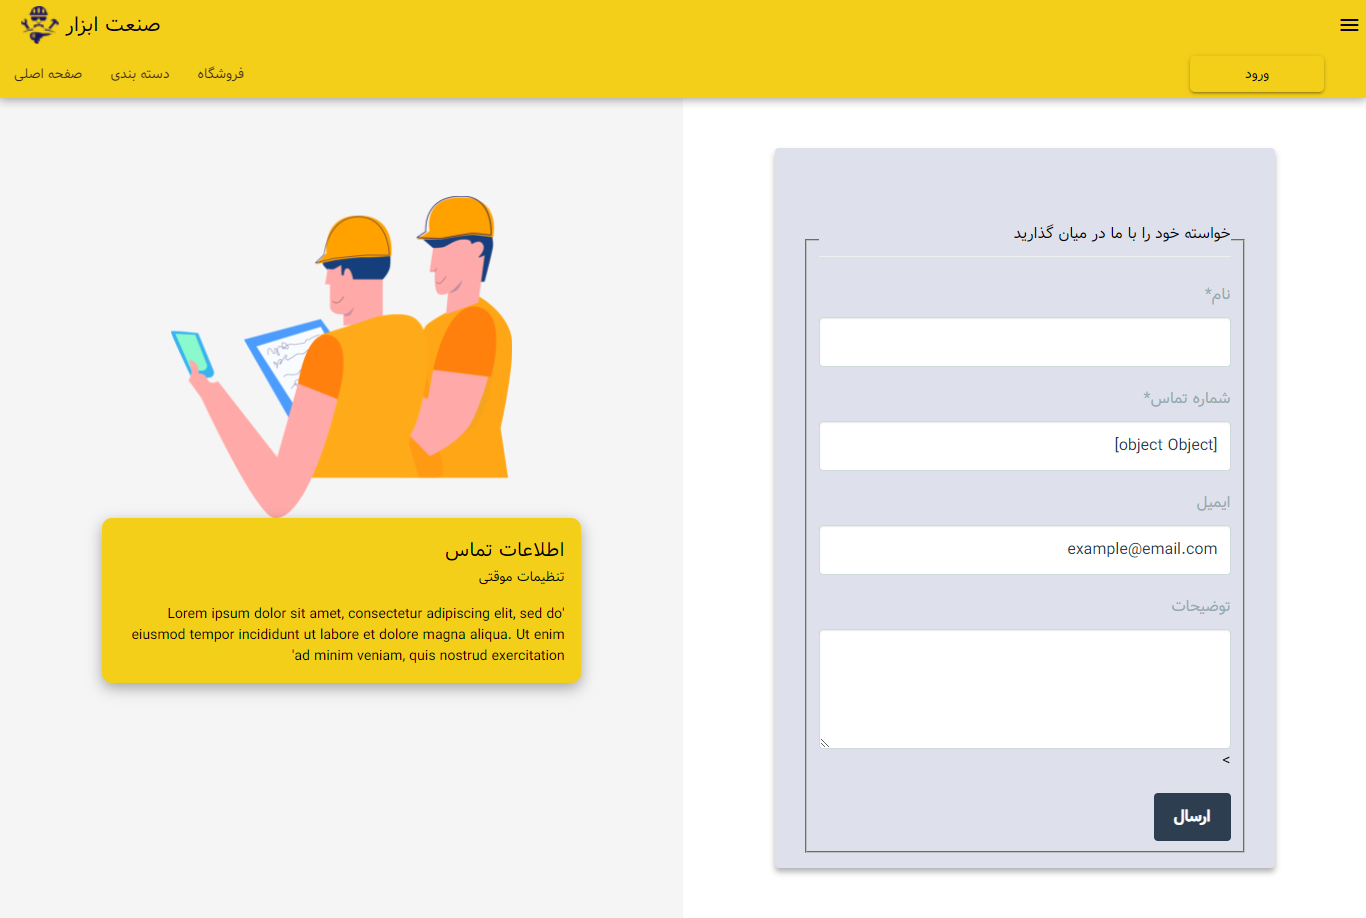 صنعت ابزار
صفحه اصلی
دسته بندی
فروشگاه
ورود
خواسته خود را با ما در میان گذارید
نام*
شماره تماس*
[object Object]
ایمیل
example@email.com
توضیحات
>
ارسال
اطلاعات تماس
تنظیمات موقتی
Lorem ipsum dolor sit amet, consectetur adipiscing elit, sed do'
eiusmod tempor incididunt ut labore et dolore magna aliqua. Ut enim
'ad minim veniam, quis nostrud exercitation